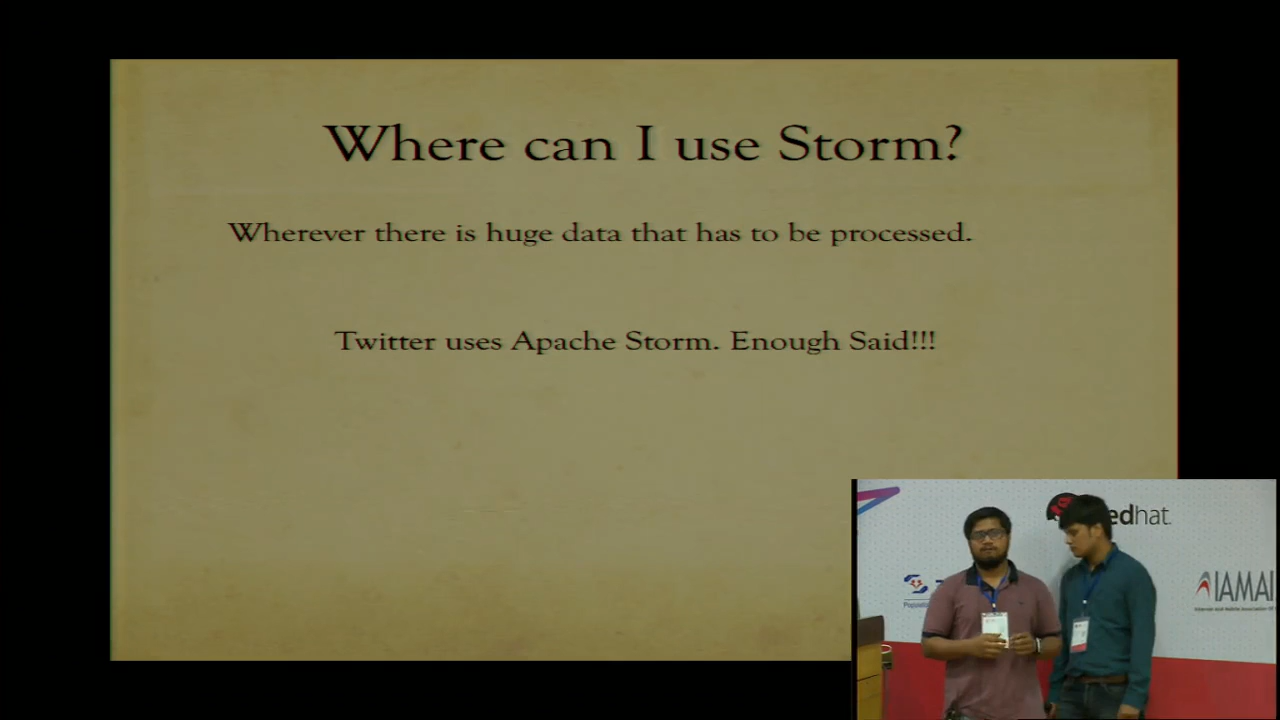 Where can I use Storm?
Wherever there is huge data that has to be processed.
Twitter uses Apache Storm. Enough Said!!!
edhat.
IAMAI